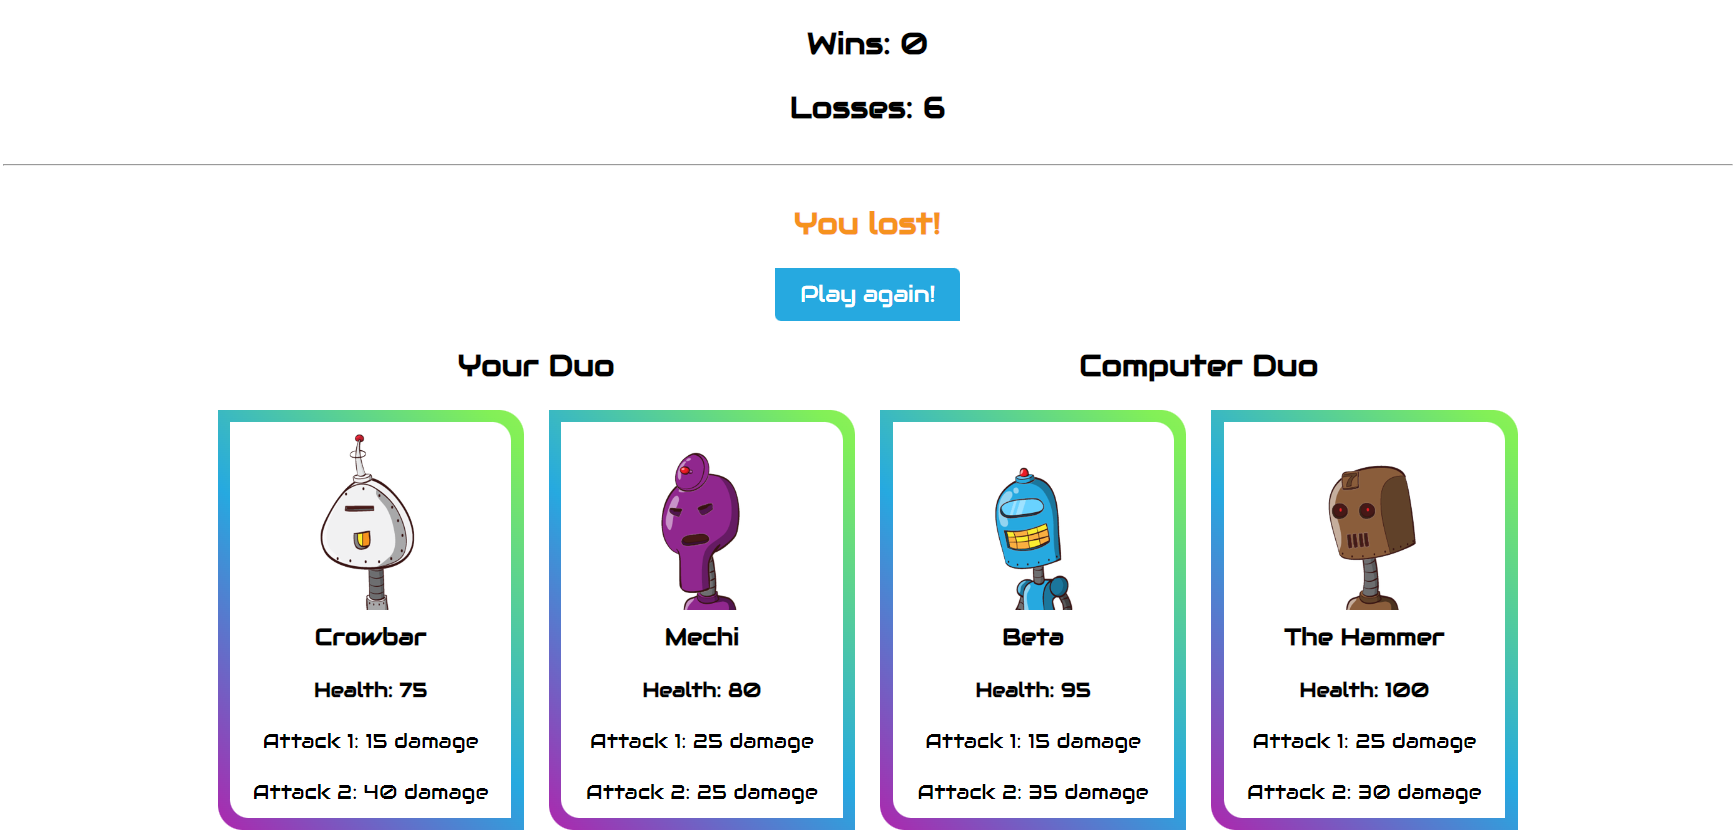 Wins: 0
Losses: 6
You lost!
Play again!
Your Duo
Computer Duo
Crowbar
Health: 75
Attack 1: 15 damage
Attack 2: 40 damage
Mechi
Health: 80
Attack 1: 25 damage
Attack 2: 25 damage
Beta
Health: 95
Attack 1: 15 damage
Attack 2: 35 damage
7
The Hammer
Health: 100
Attack 1: 25 damage
Attack 2: 30 damage